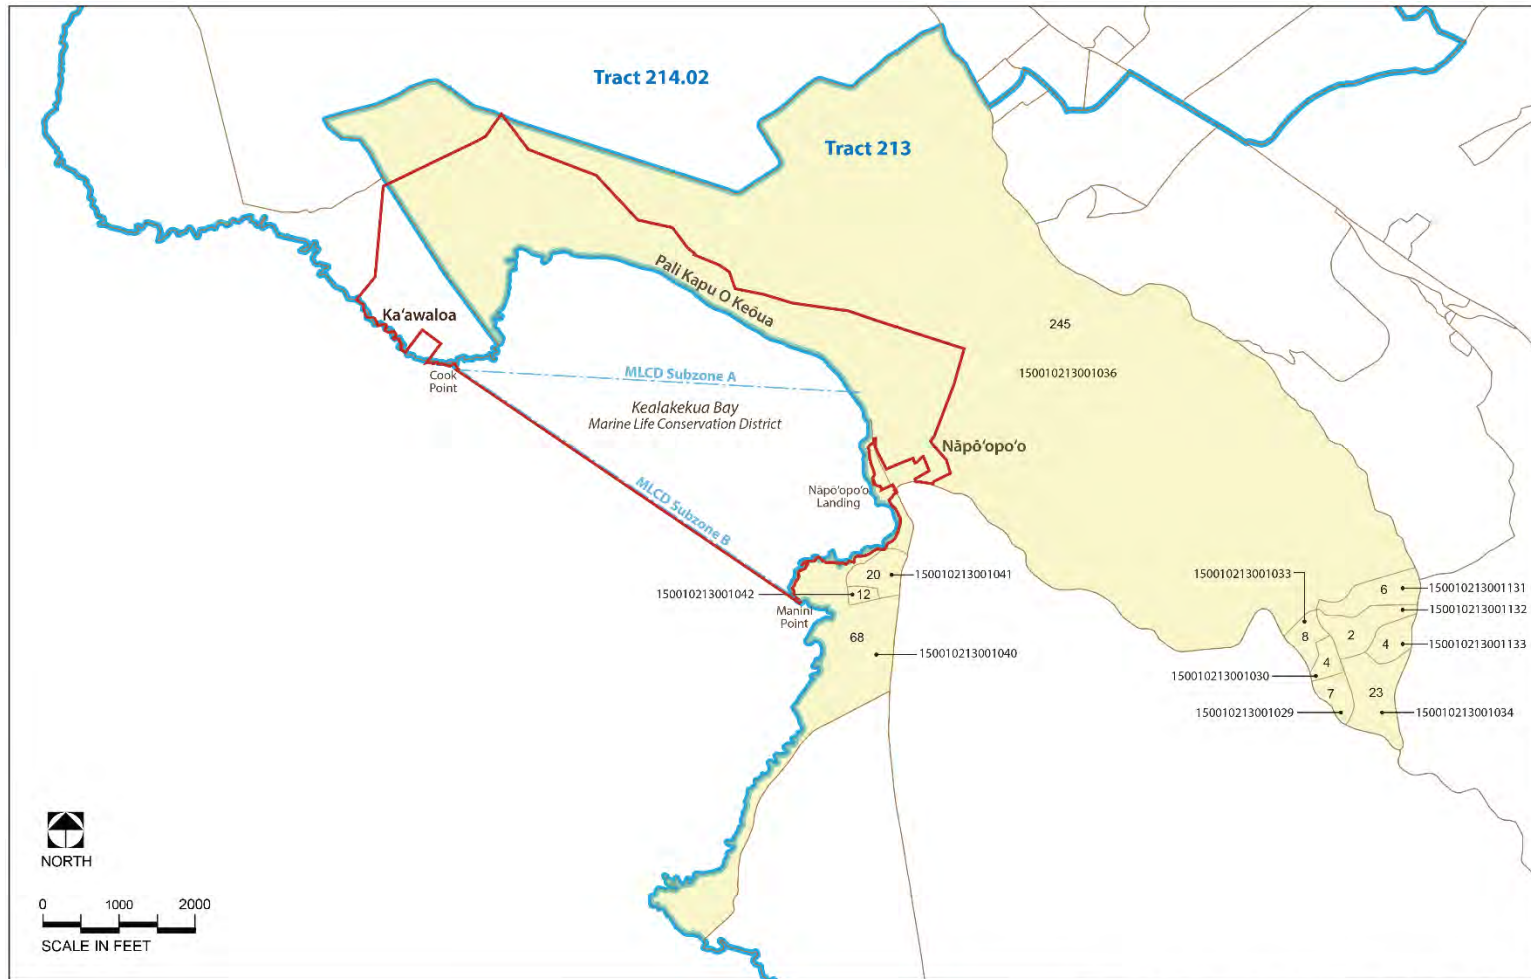 Tract 214.02
Tract 213
Pali Kapu O Keōua
Ka‘awaloa
245
Cook
Point
MLCD Subzone A
150010213001036
Kealakekua Bay
Marine Life Conservation District
Nāpō‘opo‘o
MLCD Subzone B
Nāpō‘opo‘o
Landing
20
150010213001041
150010213001042
12
Manini
Point
68
150010213001040
150010213001033
6
150010213001131
150010213001132
8
2
4
150010213001133
4
150010213001030
7
23
150010213001029
150010213001034
NORTH
0 1000 2000
SCALE IN FEET